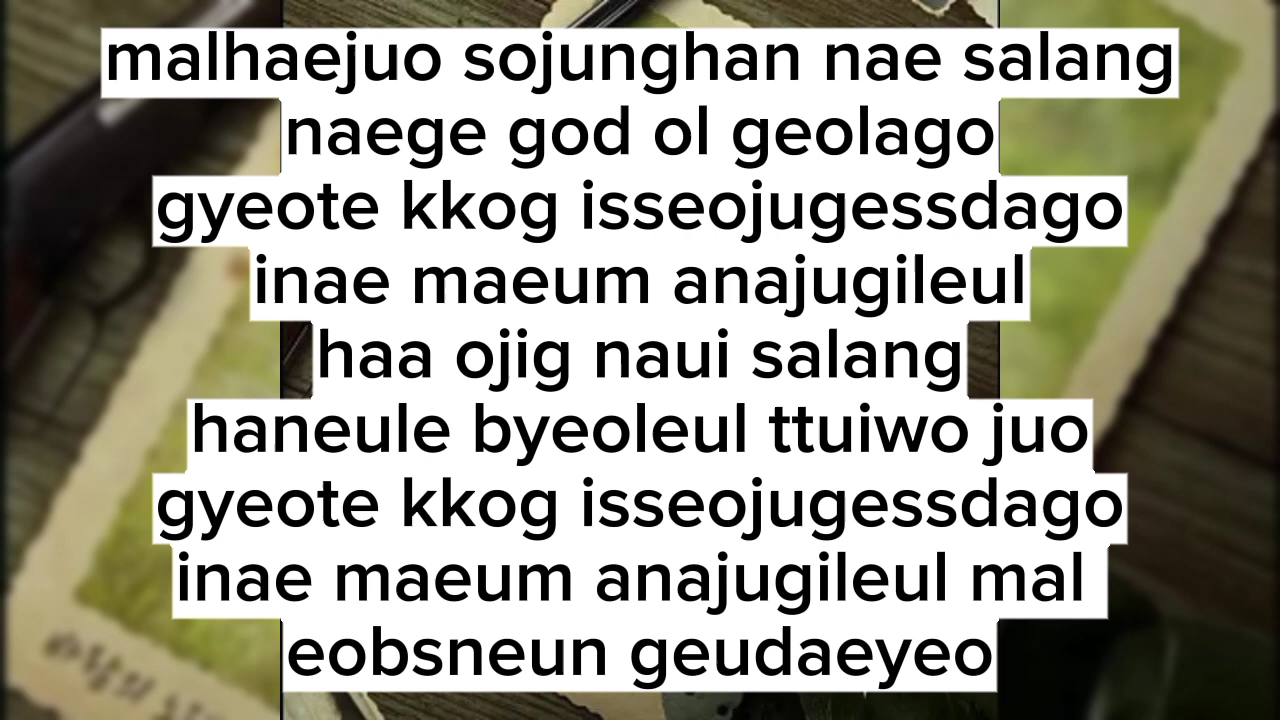 malhaejuo sojunghan nae salang
naege god ol geolago
gyeote kkog isseojugessdago
inae maeum anajugileul
haa ojig naui salang
haneule byeoleul ttuiwo juo
gyeote kkog isseojugessdago
inae maeum anajugileul mal
eobsneun geudaeyeo